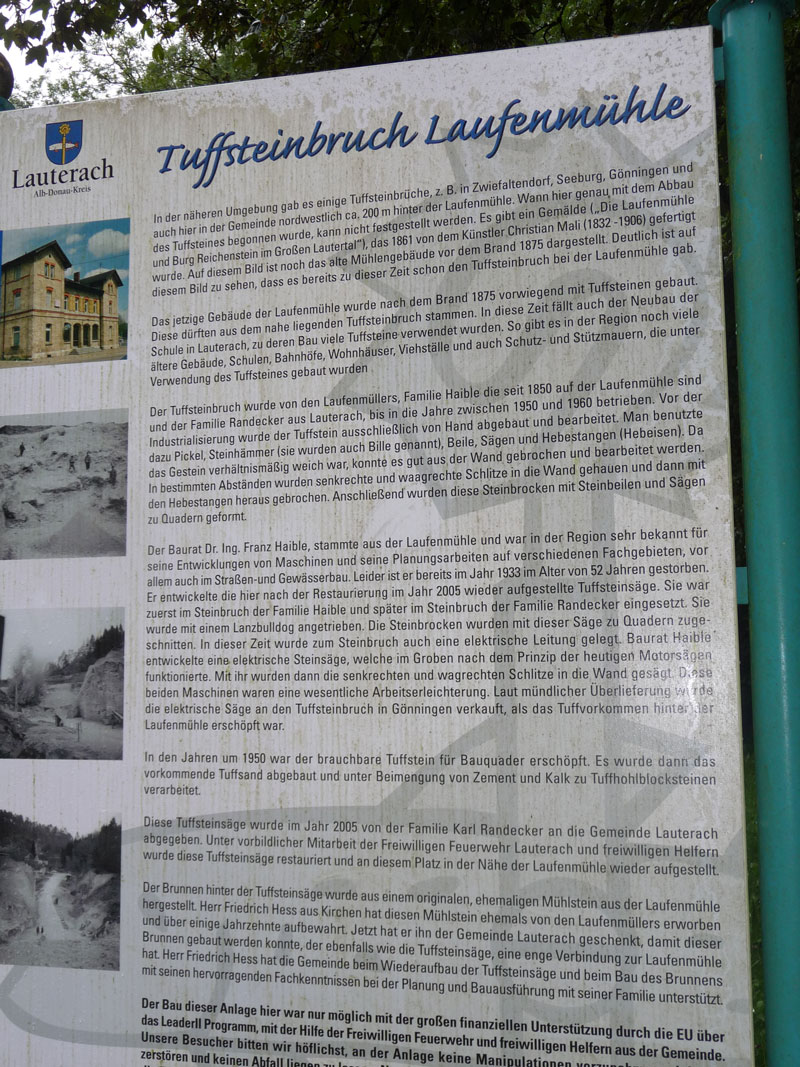 Lauterach
Alb-Donau-Kreis
Tuffsteinbruch Laufenmühle
In der näheren Umgebung gab es einige Tuffsteinbrüche, z. B. in Zwiefaltendorf, Seeburg, Gönningen und
auch hier in der Gemeinde nordwestlich ca. 200 m hinter der Laufenmühle. Wann hier genau mit dem Abbau
des Tuffsteines begonnen wurde, kann nicht festgestellt werden. Es gibt ein Gemälde („Die Laufenmühle
und Burg Reichenstein im Großen Lautertal“), das 1861 von dem Künstler Christian Mali (1832 -1906) gefertigt
wurde. Auf diesem Bild ist noch das alte Mühlengebäude vor dem Brand 1875 dargestellt. Deutlich ist auf
diesem Bild zu sehen, dass es bereits zu dieser Zeit schon den Tuffsteinbruch bei der Laufenmühle gab.
Das jetzige Gebäude der Laufenmühle wurde nach dem Brand 1875 vorwiegend mit Tuffsteinen gebaut.
Diese dürften aus dem nahe liegenden Tuffsteinbruch stammen. In diese Zeit fällt auch der Neubau der
Schule in Lauterach, zu deren Bau viele Tuffsteine verwendet wurden. So gibt es in der Region noch viele
ältere Gebäude, Schulen, Bahnhöfe, Wohnhäuser, Viehställe und auch Schutz- und Stützmauern, die unter
Verwendung des Tuffsteines gebaut wurden
Der Tuffsteinbruch wurde von den Laufenmüllers, Familie Haible die seit 1850 auf der Laufenmühle sind
und der Familie Randecker aus Lauterach, bis in die Jahre zwischen 1950 und 1960 betrieben. Vor der
Industrialisierung wurde der Tuffstein ausschließlich von Hand abgebaut und bearbeitet. Man benutzte
dazu Pickel, Steinhämmer (sie wurden auch Bille genannt), Beile, Sägen und Hebestangen (Hebeisen). Da
das Gestein verhältnismäßig weich war, konnte es gut aus der Wand gebrochen und bearbeitet werden.
In bestimmten Abständen wurden senkrechte und waagrechte Schlitze in die Wand gehauen und dann mit
den Hebestangen heraus gebrochen. Anschließend wurden diese Steinbrocken mit Steinbeilen und Sägen
zu Quadern geformt.
Der Baurat Dr. Ing. Franz Haible, stammte aus der Laufenmühle und war in der Region sehr bekannt für
seine Entwicklungen von Maschinen und seine Planungsarbeiten auf verschiedenen Fachgebieten, vor
allem auch im Straßen-und Gewässerbau. Leider ist er bereits im Jahr 1933 im Alter von 52 Jahren gestorben.
Er entwickelte die hier nach der Restaurierung im Jahr 2005 wieder aufgestellte Tuffsteinsäge. Sie war
zuerst im Steinbruch der Familie Haible und später im Steinbruch der Familie Randecker eingesetzt. Sie
wurde mit einem Lanzbulldog angetrieben. Die Steinbrocken wurden mit dieser Säge zu Quadern zuge-
schnitten. In dieser Zeit wurde zum Steinbruch auch eine elektrische Leitung gelegt. Baurat Haible
entwickelte eine elektrische Steinsäge, welche im Groben nach dem Prinzip der heutigen Motorsägen
funktionierte. Mit ihr wurden dann die senkrechten und wagrechten Schlitze in die Wand gesägt. Diese
beiden Maschinen waren eine wesentliche Arbeitserleichterung. Laut mündlicher Überlieferung wurde
die elektrische Säge an den Tuffsteinbruch in Gönningen verkauft, als das Tuffvorkommen hinter der
Laufenmühle erschöpft war.
In den Jahren um 1950 war der brauchbare Tuffstein für Bauquader erschöpft. Es wurde dann das
vorkommende Tuffsand abgebaut und unter Beimengung von Zement und Kalk zu Tuffhohlblocksteinen
verarbeitet.
Diese Tuffsteinsäge wurde im Jahr 2005 von der Familie Karl Randecker an die Gemeinde Lauterach
abgegeben. Unter vorbildlicher Mitarbeit der Freiwilligen Feuerwehr Lauterach und freiwilligen Helfern
wurde diese Tuffsteinsäge restauriert und an diesem Platz in der Nähe der Laufenmühle wieder aufgestellt.
Der Brunnen hinter der Tuffsteinsäge wurde aus einem originalen, ehemaligen Mühlstein aus der Laufenmühle
hergestellt. Herr Friedrich Hess aus Kirchen hat diesen Mühlstein ehemals von den Laufenmüllers erworben
und über einige Jahrzehnte aufbewahrt. Jetzt hat er ihn der Gemeinde Lauterach geschenkt, damit dieser
Brunnen gebaut werden konnte, der ebenfalls wie die Tuffsteinsäge, eine enge Verbindung zur Laufenmühle
hat. Herr Friedrich Hess hat die Gemeinde beim Wiederaufbau der Tuffsteinsäge und beim Bau des Brunnens
mit seinen hervorragenden Fachkenntnissen bei der Planung und Bauausführung mit seiner Familie unterstützt.
Der Bau dieser Anlage hier war nur möglich mit der großen finanziellen Unterstützung durch die EU über
das LeaderII Programm, mit der Hilfe der Freiwilligen Feuerwehr und freiwilligen Helfern aus der Gemeinde.
Unsere Besucher bitten wir höflichst, an der Anlage keine Manipulationen
zerstören und keinen Abfall liegen